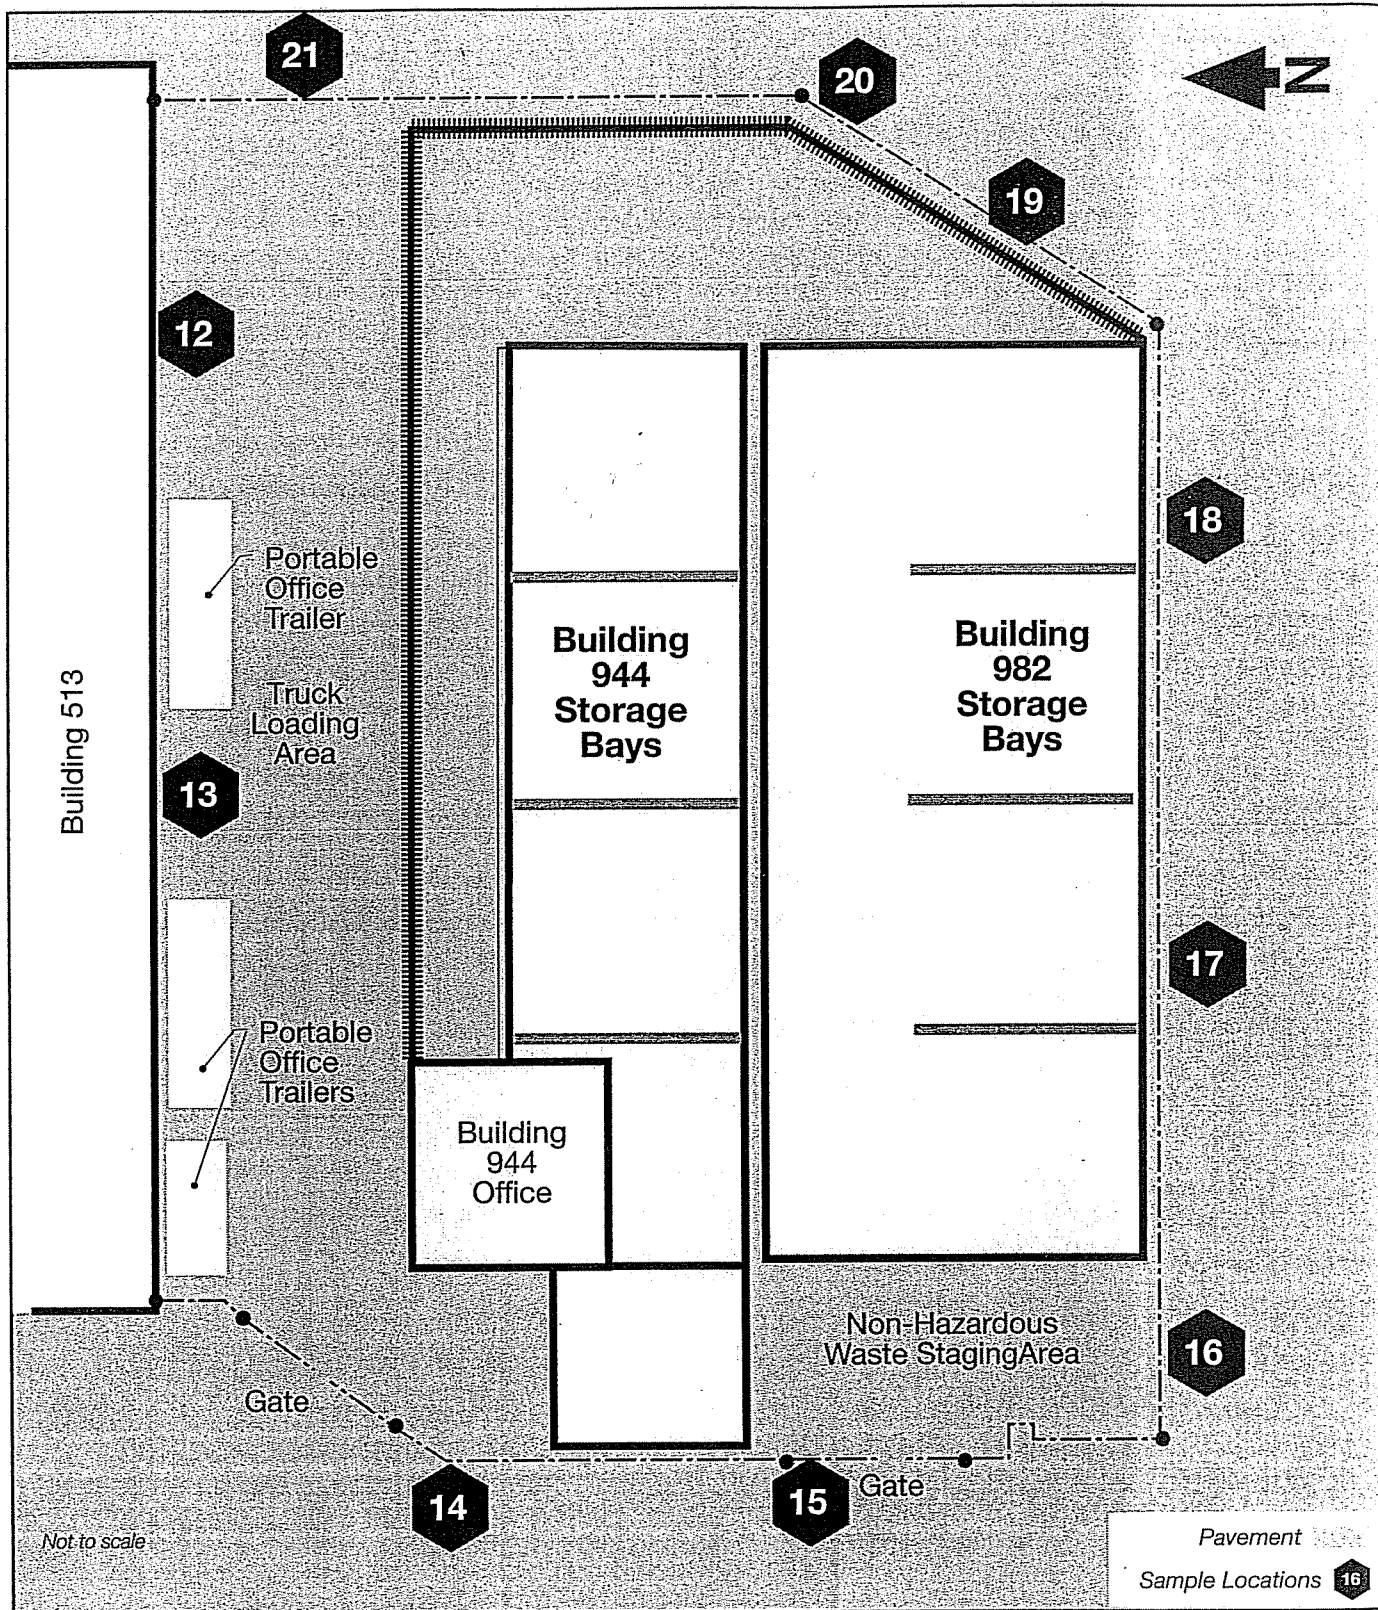 21
20
N
19
12
18
Portable
Office
Trailer
Building
944
Storage
Bays
Building
982
Storage
Bays
Building 513
Truck
Loading
Area
13
17
Portable
Office
Trailers
Building
944
Office
Non-Hazardous
Waste StagingArea
16
Gate
14
15
Gate
Not to scale
Pavement
Sample Locations 16